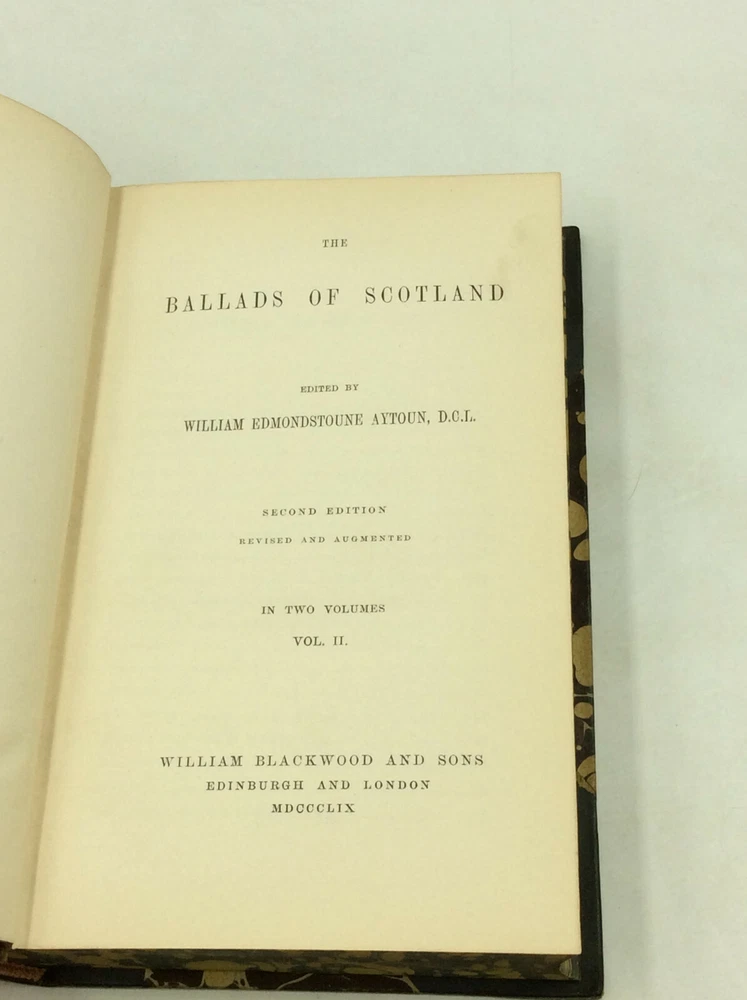 THE
BALLADS OF SCOTLAND
EDITED BY
WILLIAM EDMONDSTOUNE AYTOUN, D.C.L.
SECOND EDITION
REVISED AND AUGMENTED
IN TWO VOLUMES
VOL. II.
WILLIAM BLACKWOOD AND SONS
EDINBURGH AND LONDON
MDCCCLIX